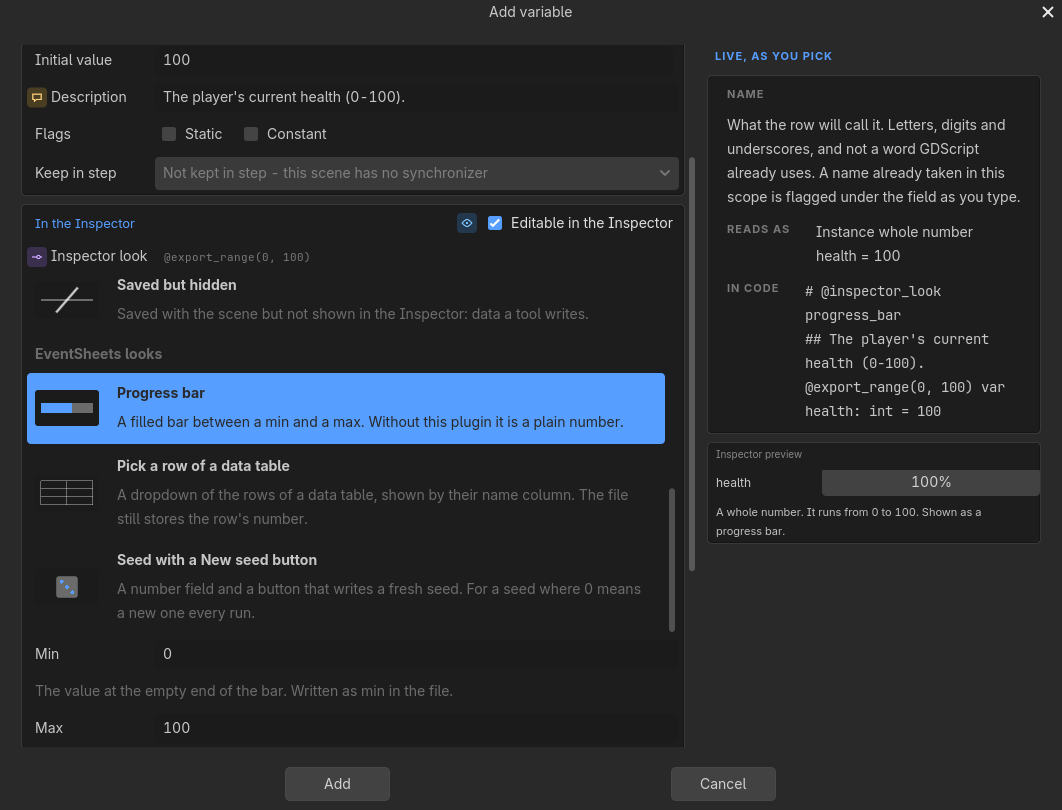 Add variable
Initial value
100
Description
The player's current health (0-100).
Flags
Static
Constant
Keep in step
Not kept in step - this scene has no synchronizer
In the Inspector
Editable in the Inspector
Inspector look
@export_range(0, 100)
Saved but hidden
Saved with the scene but not shown in the Inspector: data a tool writes.
EventSheets looks
Progress bar
A filled bar between a min and a max. Without this plugin it is a plain number.
Pick a row of a data table
A dropdown of the rows of a data table, shown by their name column. The file
still stores the row's number.
Seed with a New seed button
A number field and a button that writes a fresh seed. For a seed where 0 means
a new one every run.
Min
0
The value at the empty end of the bar. Written as min in the file.
Max
100
LIVE, AS YOU PICK
NAME
What the row will call it. Letters, digits and
underscores, and not a word GDScript
already uses. A name already taken in this
scope is flagged under the field as you type.
READS AS
Instance whole number
health = 100
IN CODE
# @inspector_look
progress_bar
## The player's current
health (0-100).
@export_range(0, 100) var
health: int = 100
Inspector preview
health
100%
A whole number. It runs from 0 to 100. Shown as a
progress bar.
Add
Cancel